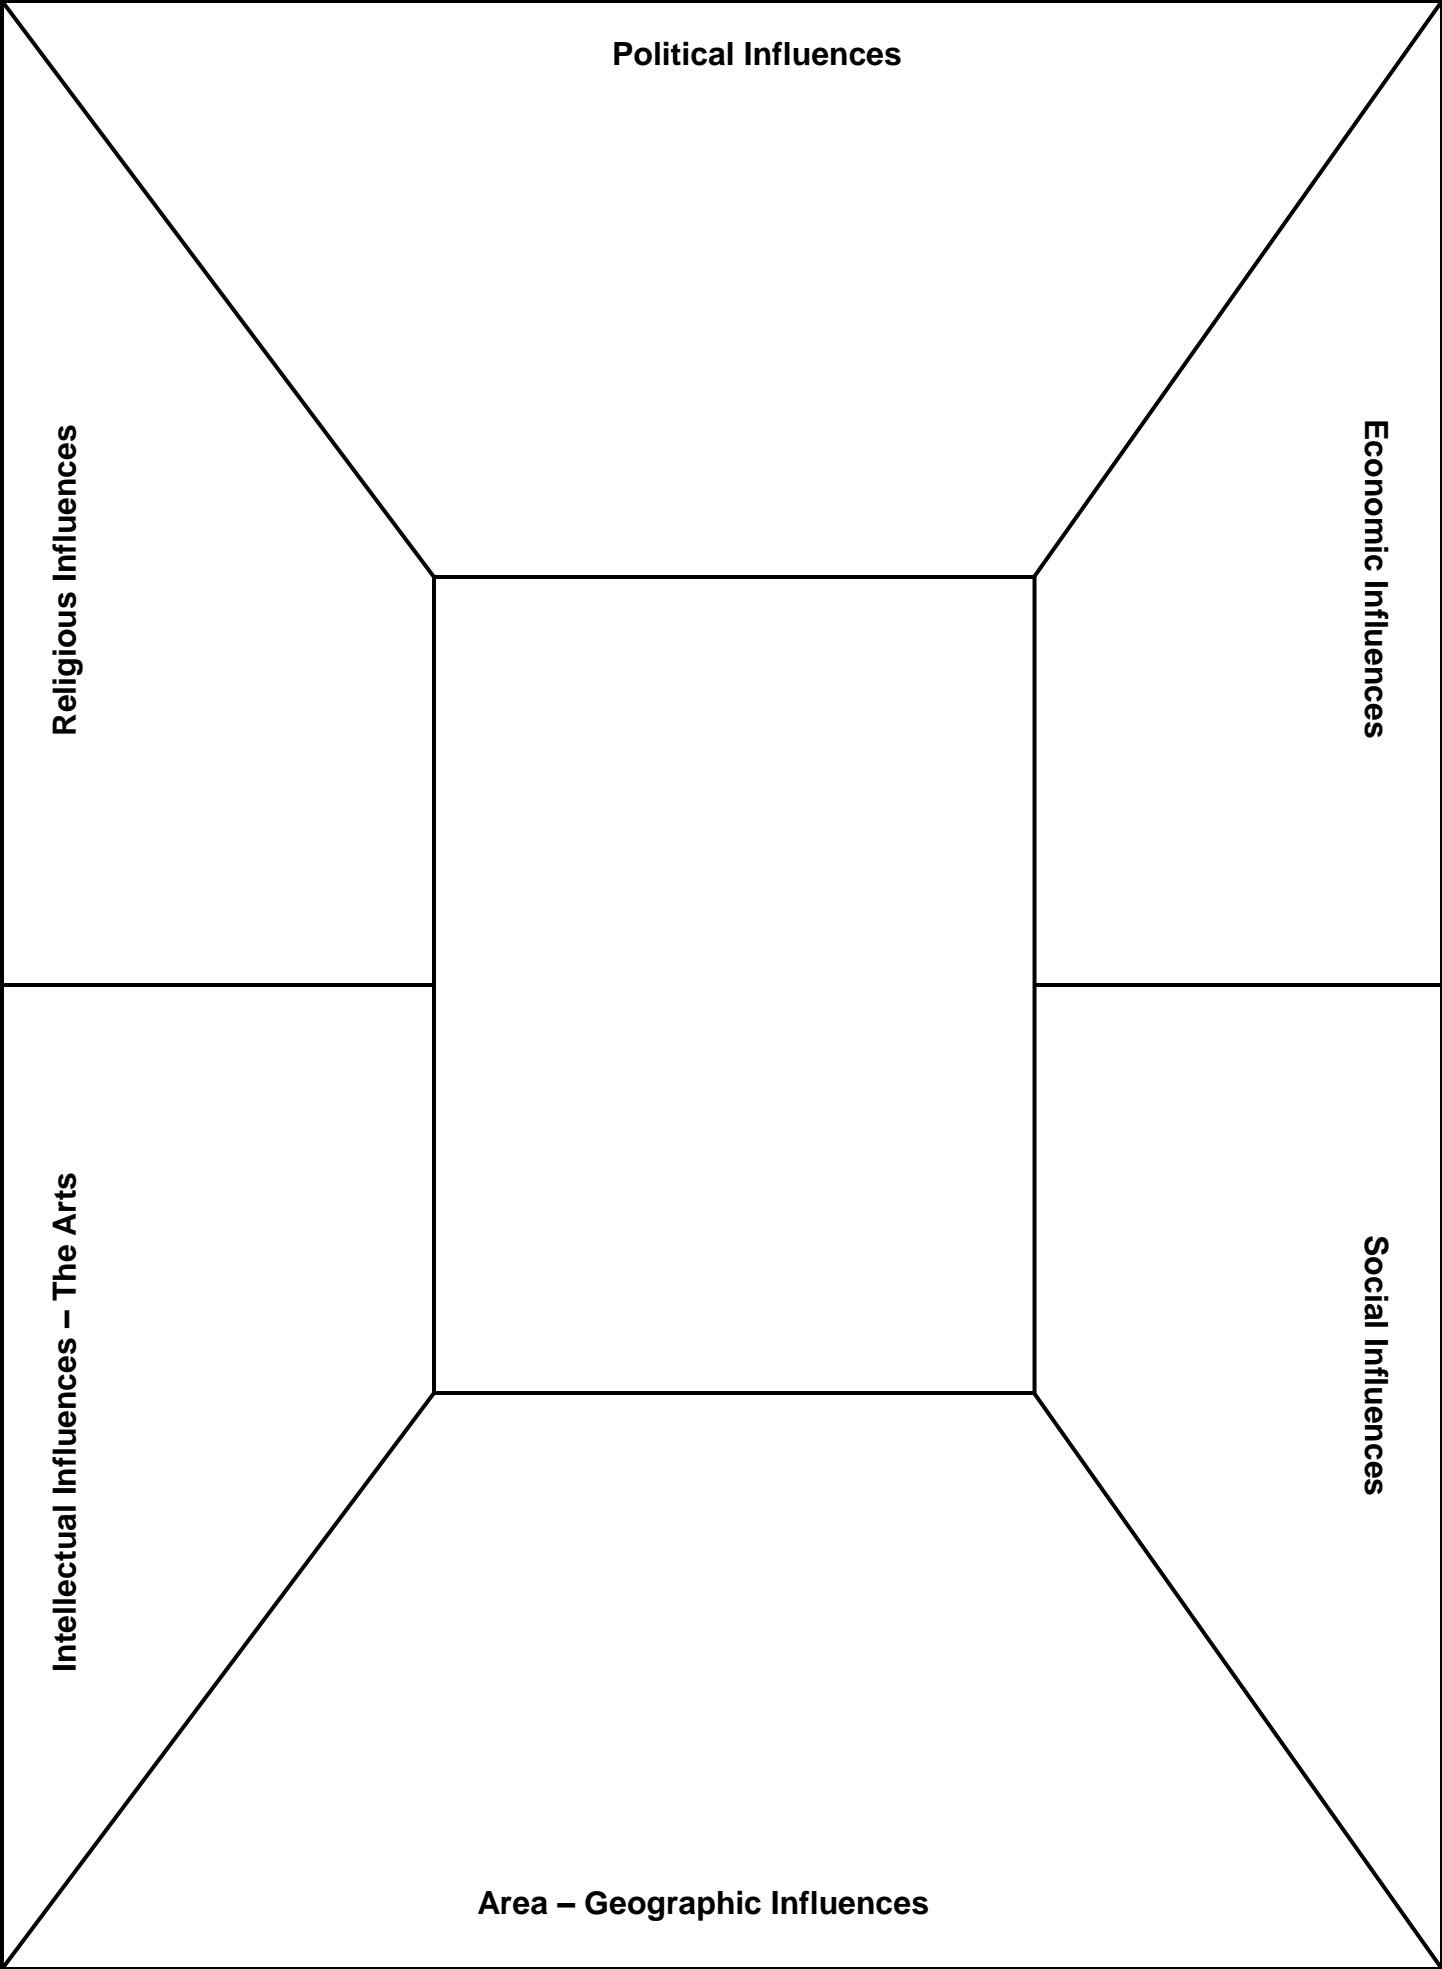 Political Influences
Religious Influences
Economic Influences
Intellectual Influences – The Arts
Social Influences
Area – Geographic Influences